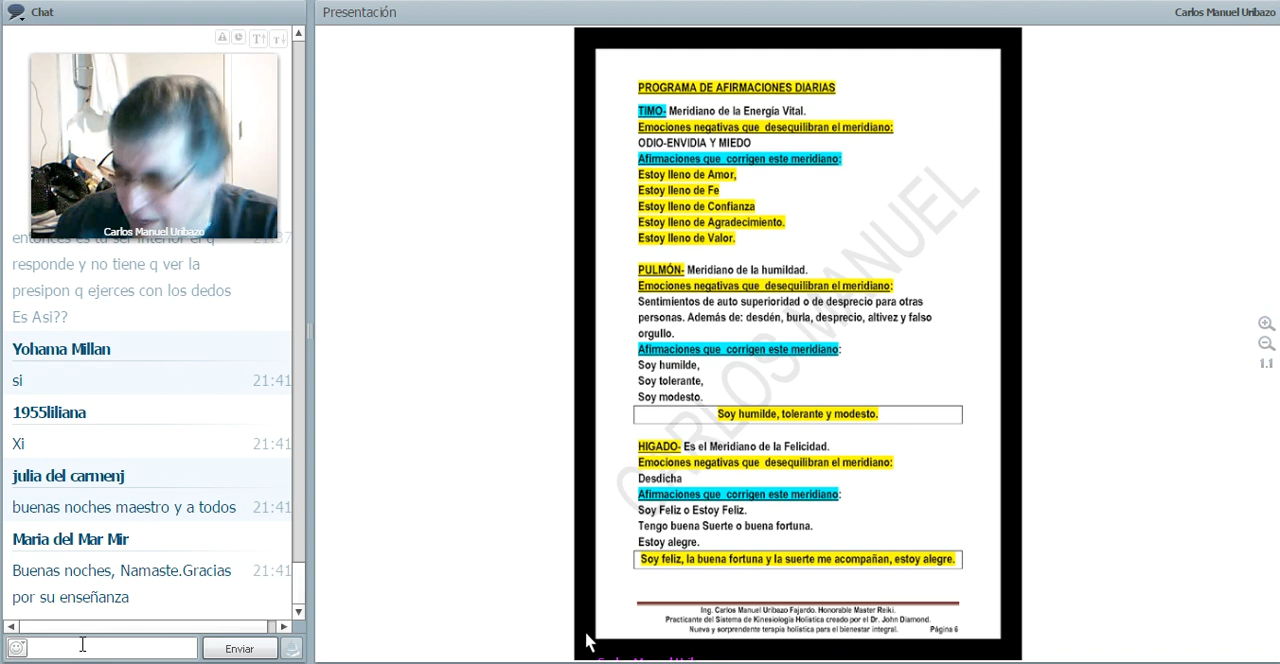 Chat
Carlos Manuel Uribazo
entonces es tu ser interior el q
responde y no tiene q ver la
presipon q ejerces con los dedos
Es Asi??
Yohama Millan
si 21:41
1955liliana
Xi 21:41
julia del carmenj
buenas noches maestro y a todos 21:41
Maria del Mar Mir
Buenas noches, Namaste.Gracias 21:41
por su enseñanza
Enviar
Presentación
Carlos Manuel Uribazo
PROGRAMA DE AFIRMACIONES DIARIAS
TIMO- Meridiano de la Energía Vital.
Emociones negativas que desequilibran el meridiano:
ODIO-ENVIDIA Y MIEDO
Afirmaciones que corrigen este meridiano:
Estoy lleno de Amor,
Estoy lleno de Fe
Estoy lleno de Confianza
Estoy lleno de Agradecimiento.
Estoy lleno de Valor.
PULMÓN- Meridiano de la humildad.
Emociones negativas que desequilibran el meridiano:
Sentimientos de auto superioridad o de desprecio para otras
personas. Además de: desdén, burla, desprecio, altivez y falso
orgullo.
Afirmaciones que corrigen este meridiano:
Soy humilde,
Soy tolerante,
Soy modesto.
Soy humilde, tolerante y modesto.
HIGADO- Es el Meridiano de la Felicidad.
Emociones negativas que desequilibran el meridiano:
Desdicha
Afirmaciones que corrigen este meridiano:
Soy Feliz o Estoy Feliz.
Tengo buena Suerte o buena fortuna.
Estoy alegre.
Soy feliz, la buena fortuna y la suerte me acompañan, estoy alegre.
Ing. Carlos Manuel Uribazo Fajardo. Honorable Master Reiki.
Practicante del Sistema de Kinesiología Holística creado por el Dr. John Diamond.
Nueva y sorprendente terapia holística para el bienestar integral. Página 6
CARLOS MANUEL
1.1